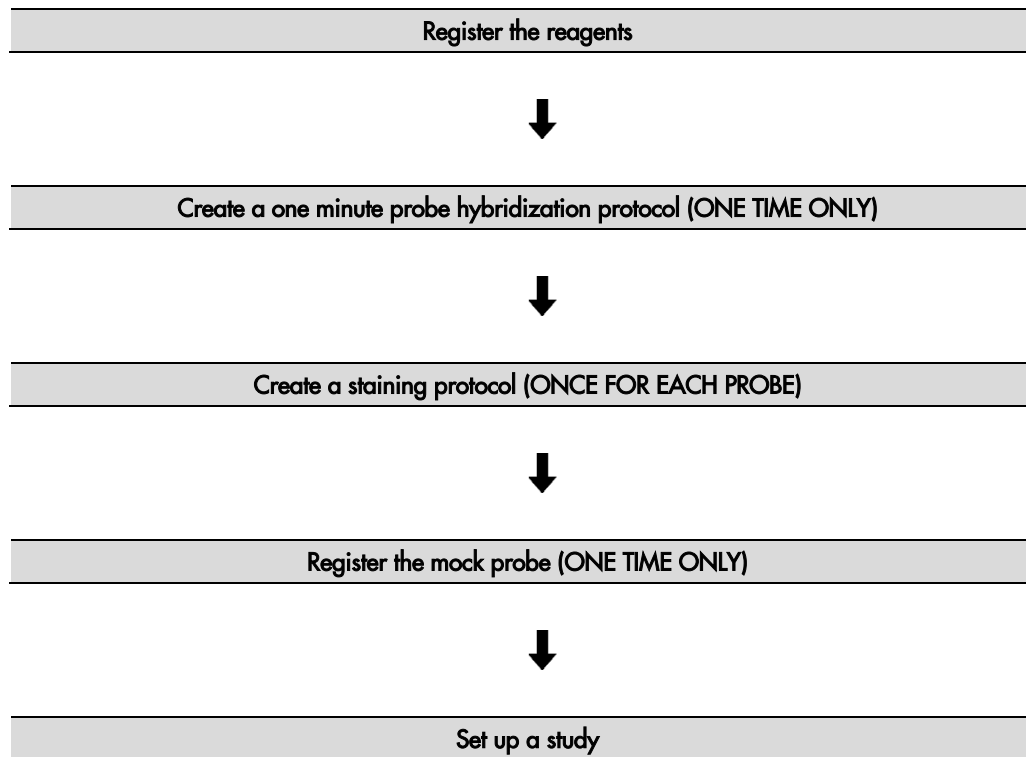 Register the reagents
Create a one minute probe hybridization protocol (ONE TIME ONLY)
Create a staining protocol (ONCE FOR EACH PROBE)
Register the mock probe (ONE TIME ONLY)
Set up a study